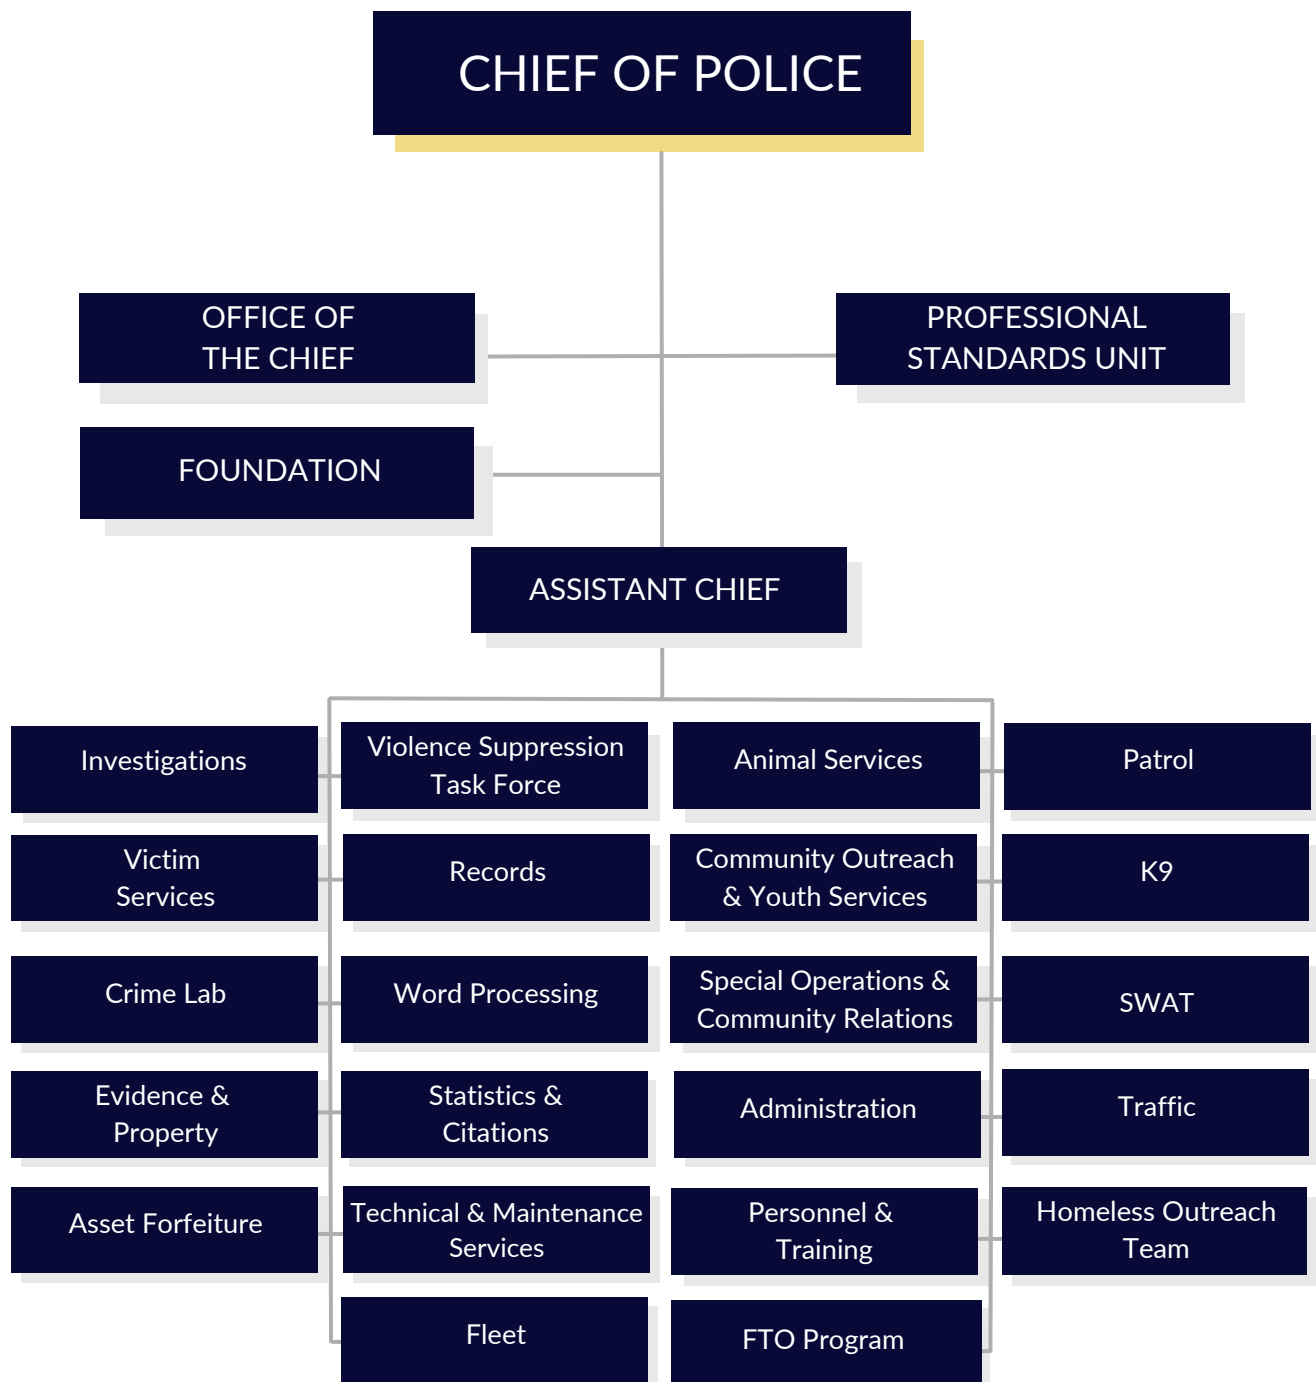 CHIEF OF POLICE
OFFICE OF
THE CHIEF
PROFESSIONAL
STANDARDS UNIT
FOUNDATION
ASSISTANT CHIEF
Investigations
Violence Suppression
Task Force
Animal Services
Patrol
Victim
Services
Records
Community Outreach
& Youth Services
K9
Crime Lab
Word Processing
Special Operations &
Community Relations
SWAT
Evidence &
Property
Statistics &
Citations
Administration
Traffic
Asset Forfeiture
Technical & Maintenance
Services
Personnel &
Training
Homeless Outreach
Team
Fleet
FTO Program